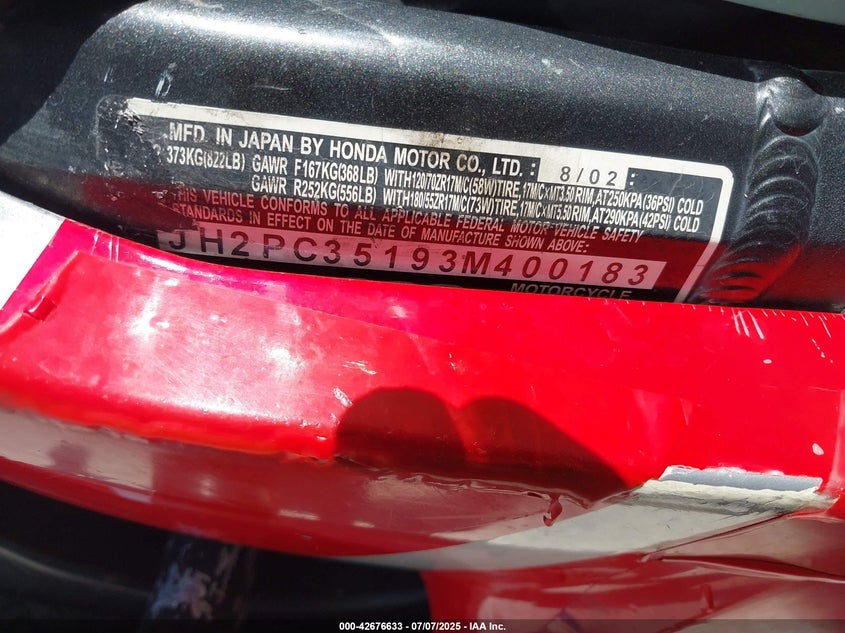 MFD. IN JAPAN BY HONDA MOTOR CO., LTD. : 8/02 :
373KG(822LB) GAWR F167KG(368LB) WITH120/70ZR17M/C(58W)TIRE,17M/C×MT3.50 RIM,AT250KPA(36PSI) COLD
GAWR R252KG(556LB) WITH180/55ZR17M/C(73W)TIRE,17M/C×MT5.50 RIM,AT290KPA(42PSI) COLD
THIS VEHICLE CONFORMS TO ALL APPLICABLE FEDERAL MOTOR VEHICLE SAFETY
STANDARDS IN EFFECT ON THE DATE OF MANUFACTURE SHOWN ABOVE:
JH2PC35193M400183
MOTORCYCLE
000-42676633 / 07/07/2025 - IAA Inc.